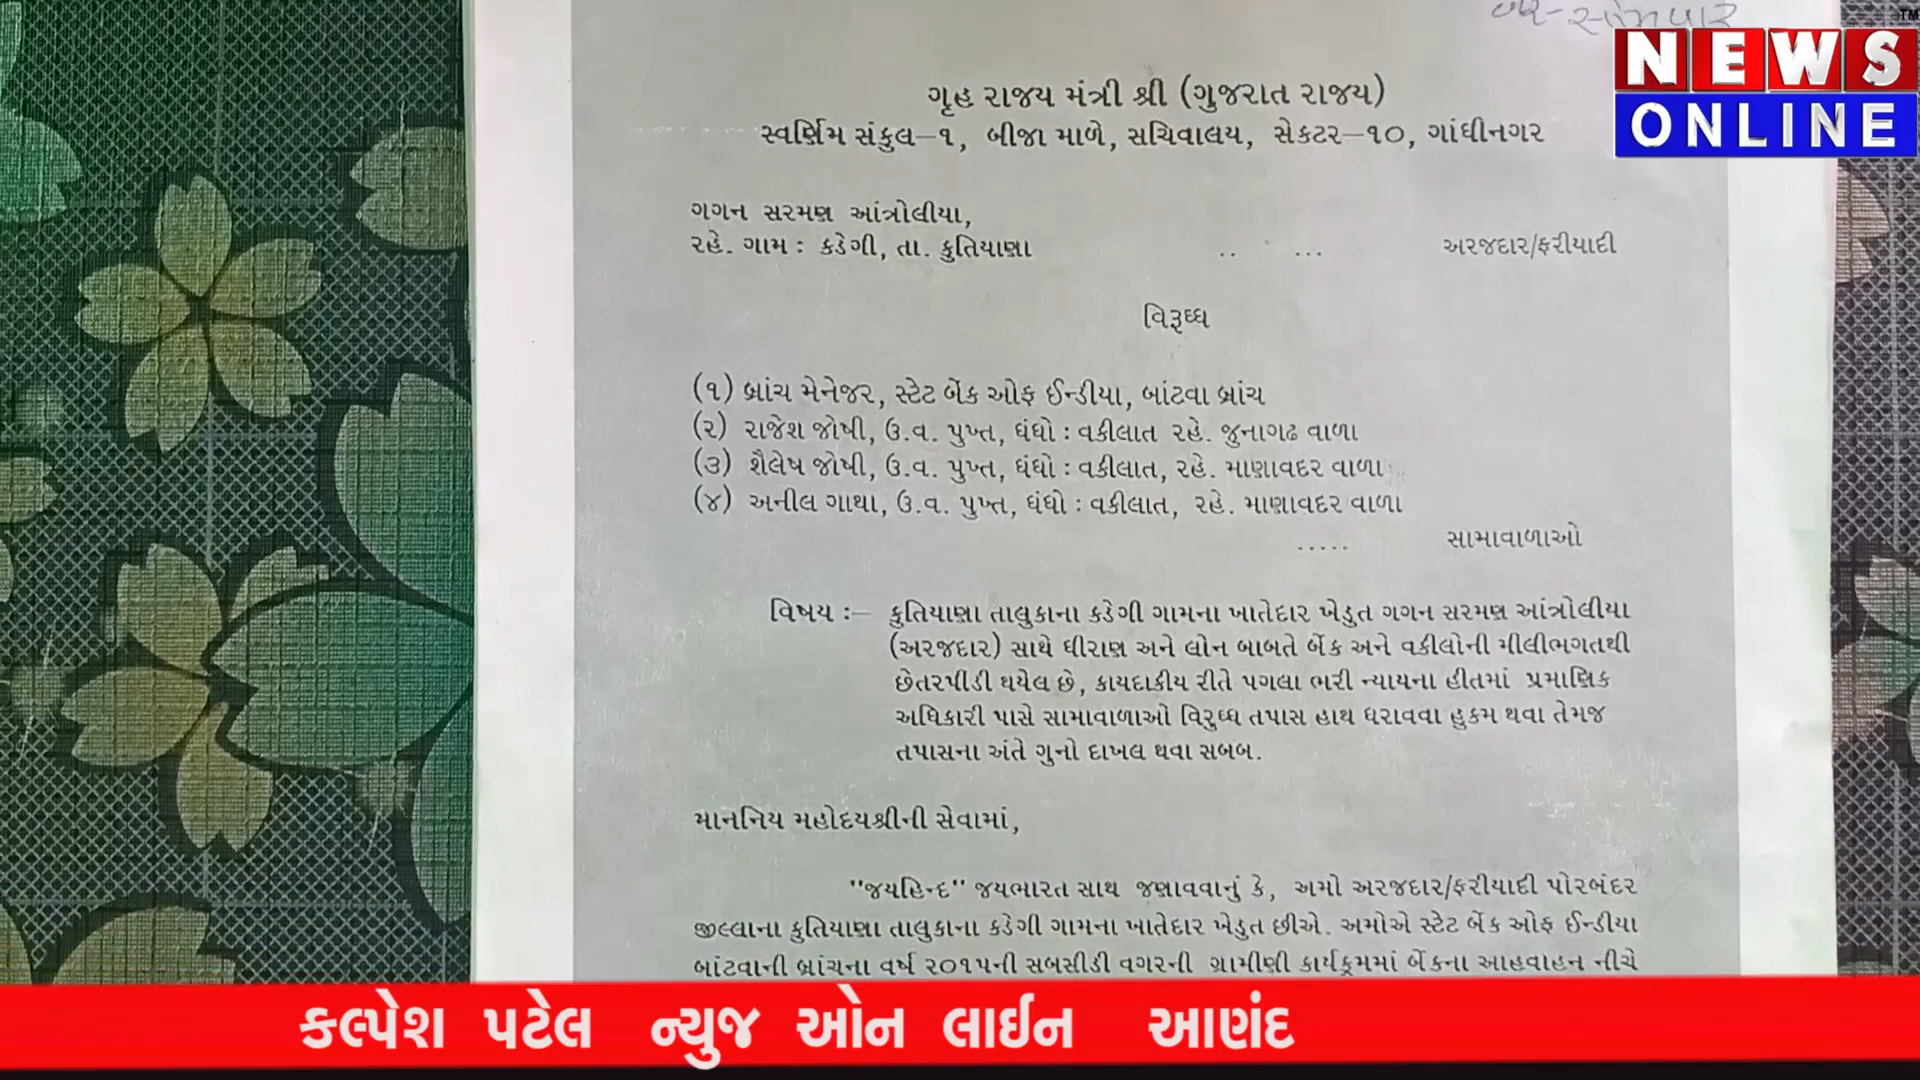 TM
NEWS
ONLINE
ગૃહ રાજય મંત્રી શ્રી (ગુજરાત રાજય)
સ્વર્ણિમ સંકુલ–૧, બીજા માળે, સચિવાલય, સેકટર–૧૦, ગાંધીનગર
ગગન સરમણ આંત્રોલીયા,
રહે. ગામ : કડેગી, તા. કુતિયાણા .. ... અરજદાર/ફરીયાદી
વિરૂધ્ધ
(૧) બ્રાંચ મેનેજર, સ્ટેટ બેંક ઓફ ઈન્ડીયા, બાંટવા બ્રાંચ
(૨) રાજેશ જોષી, ઉ.વ. પુખ્ત, ધંધો : વકીલાત રહે. જુનાગઢ વાળા
(૩) શૈલેષ જોષી, ઉ.વ. પુખ્ત, ધંધો : વકીલાત, રહે. માણાવદર વાળા
(૪) અનીલ ગાથા, ઉ.વ. પુખ્ત, ધંધો : વકીલાત, રહે. માણાવદર વાળા
..... સામાવાળાઓ
વિષય :– કુતિયાણા તાલુકાના કડેગી ગામના ખાતેદાર ખેડુત ગગન સરમણ આંત્રોલીયા
(અરજદાર) સાથે ધીરાણ અને લોન બાબતે બેંક અને વકીલોની મીલીભગતથી
છેતરપીંડી થયેલ છે, કાયદાકીય રીતે પગલા ભરી ન્યાયના હીતમાં પ્રમાણિક
અધિકારી પાસે સામાવાળાઓ વિરુધ્ધ તપાસ હાથ ધરાવવા હુકમ થવા તેમજ
તપાસના અંતે ગુનો દાખલ થવા સબબ.
માનનિય મહોદયશ્રીની સેવામાં,
"જયહિન્દ" જયભારત સાથ જણાવવાનું કે, અમો અરજદાર/ફરીયાદી પોરબંદર
જીલ્લાના કુતિયાણા તાલુકાના કડેગી ગામના ખાતેદાર ખેડુત છીએ. અમોએ સ્ટેટ બેંક ઓફ ઈન્ડીયા
બાંટવાની બ્રાંચના વર્ષ ૨૦૧૫ની સબસીડી વગરની ગ્રામીણી કાર્યક્રમમાં બેંકના આહવાહન નીચે
કલ્પેશ પટેલ ન્યુજ ઓન લાઈન આણંદ